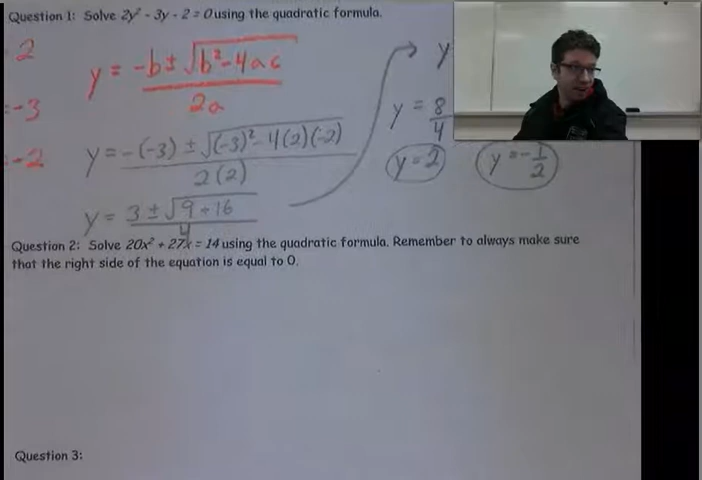 Question 1: Solve 2y² - 3y - 2 = 0 using the quadratic formula.
2
y = -b ± √b² - 4ac
2a
= -3
= -2
y = -(-3) ± √(-3)² - 4(2)(-2)
2(2)
y = 3 ± √9 + 16
4
y
y = 8
4
y = 2
y = -1
2
Question 2: Solve 20x² + 27x = 14 using the quadratic formula. Remember to always make sure
that the right side of the equation is equal to 0.
Question 3: